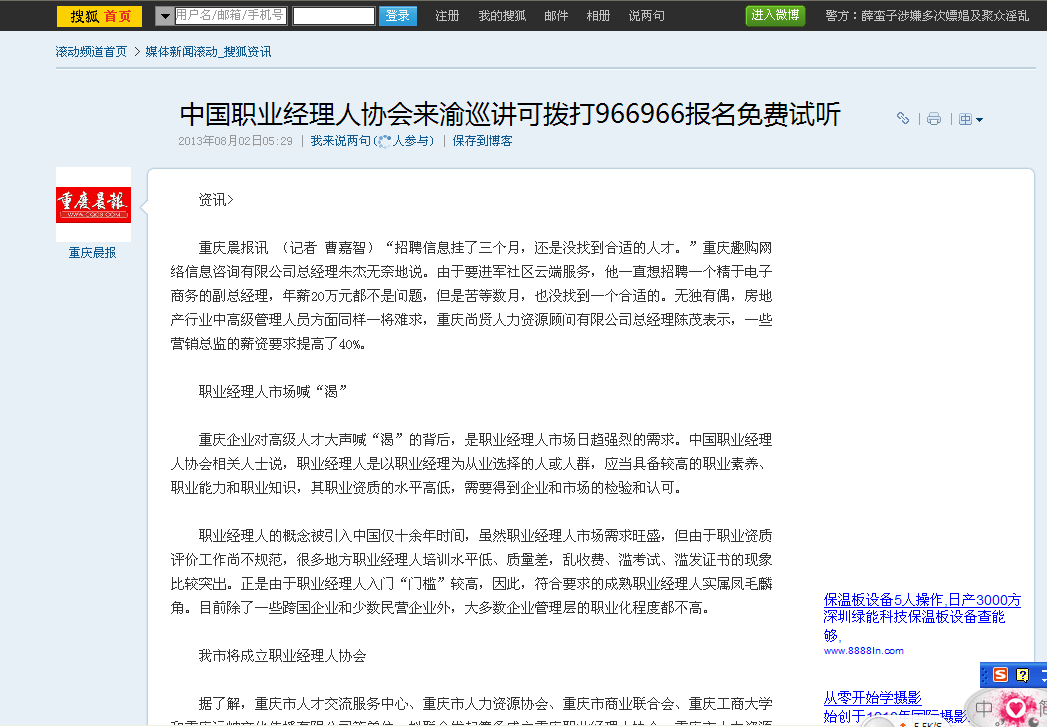 搜狐 首页 用户名/邮箱/手机号 登录 注册 我的搜狐 邮件 相册 说两句 进入微博 警方：薛蛮子涉嫌多次嫖娼及聚众淫乱
滚动频道首页 > 媒体新闻滚动_搜狐资讯
中国职业经理人协会来渝巡讲可拨打966966报名免费试听
2013年08月02日05:29 | 我来说两句(人参与) | 保存到博客
重庆晨报
WWW.CQCB.COM
重庆晨报
资讯>
重庆晨报讯 （记者 曹嘉智）“招聘信息挂了三个月，还是没找到合适的人才。”重庆趣购网
络信息咨询有限公司总经理朱杰无奈地说。由于要进军社区云端服务，他一直想招聘一个精于电子
商务的副总经理，年薪20万元都不是问题，但是苦等数月，也没找到一个合适的。无独有偶，房地
产行业中高级管理人员方面同样一将难求，重庆尚贤人力资源顾问有限公司总经理陈茂表示，一些
营销总监的薪资要求提高了40%。
职业经理人市场喊“渴”
重庆企业对高级人才大声喊“渴”的背后，是职业经理人市场日趋强烈的需求。中国职业经理
人协会相关人士说，职业经理人是以职业经理为从业选择的人或人群，应当具备较高的职业素养、
职业能力和职业知识，其职业资质的水平高低，需要得到企业和市场的检验和认可。
职业经理人的概念被引入中国仅十余年时间，虽然职业经理人市场需求旺盛，但由于职业资质
评价工作尚不规范，很多地方职业经理人培训水平低、质量差，乱收费、滥考试、滥发证书的现象
比较突出。正是由于职业经理人入门“门槛”较高，因此，符合要求的成熟职业经理人实属凤毛麟
角。目前除了一些跨国企业和少数民营企业外，大多数企业管理层的职业化程度都不高。
我市将成立职业经理人协会
据了解，重庆市人才交流服务中心、重庆市人力资源协会、重庆市商业联合会、重庆工商大学
保温板设备5人操作,日产3000方
深圳绿能科技保温板设备查能
够,
www.8888ln.com
从零开始学摄影
始创于1910年国际摄影
中